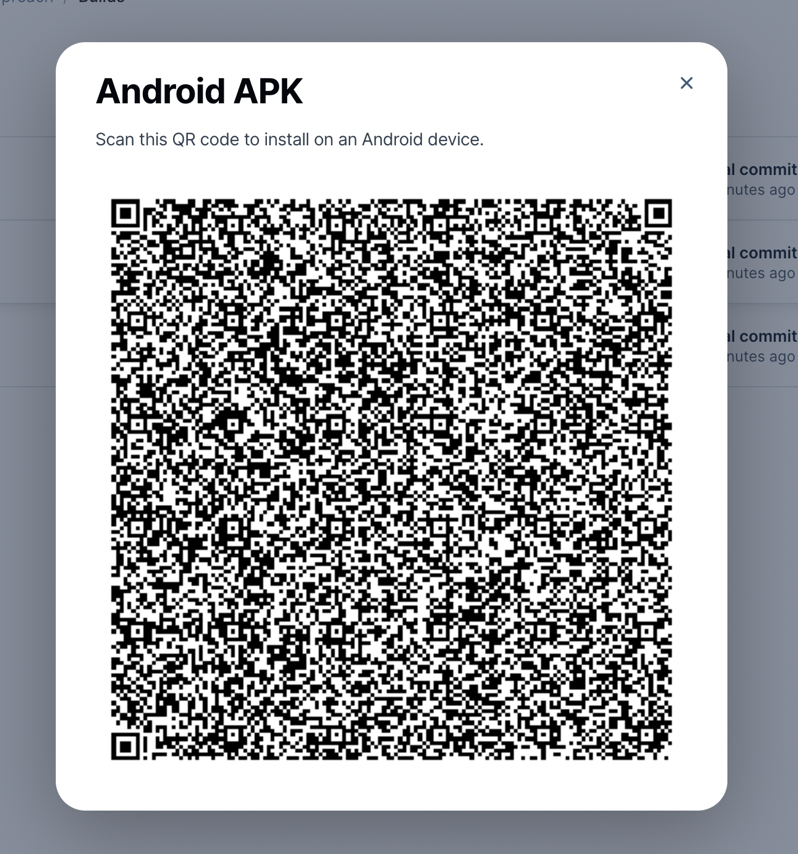 Builds
Android APK
Scan this QR code to install on an Android device.
al commit
nutes ago
al commit
nutes ago
al commit
nutes ago